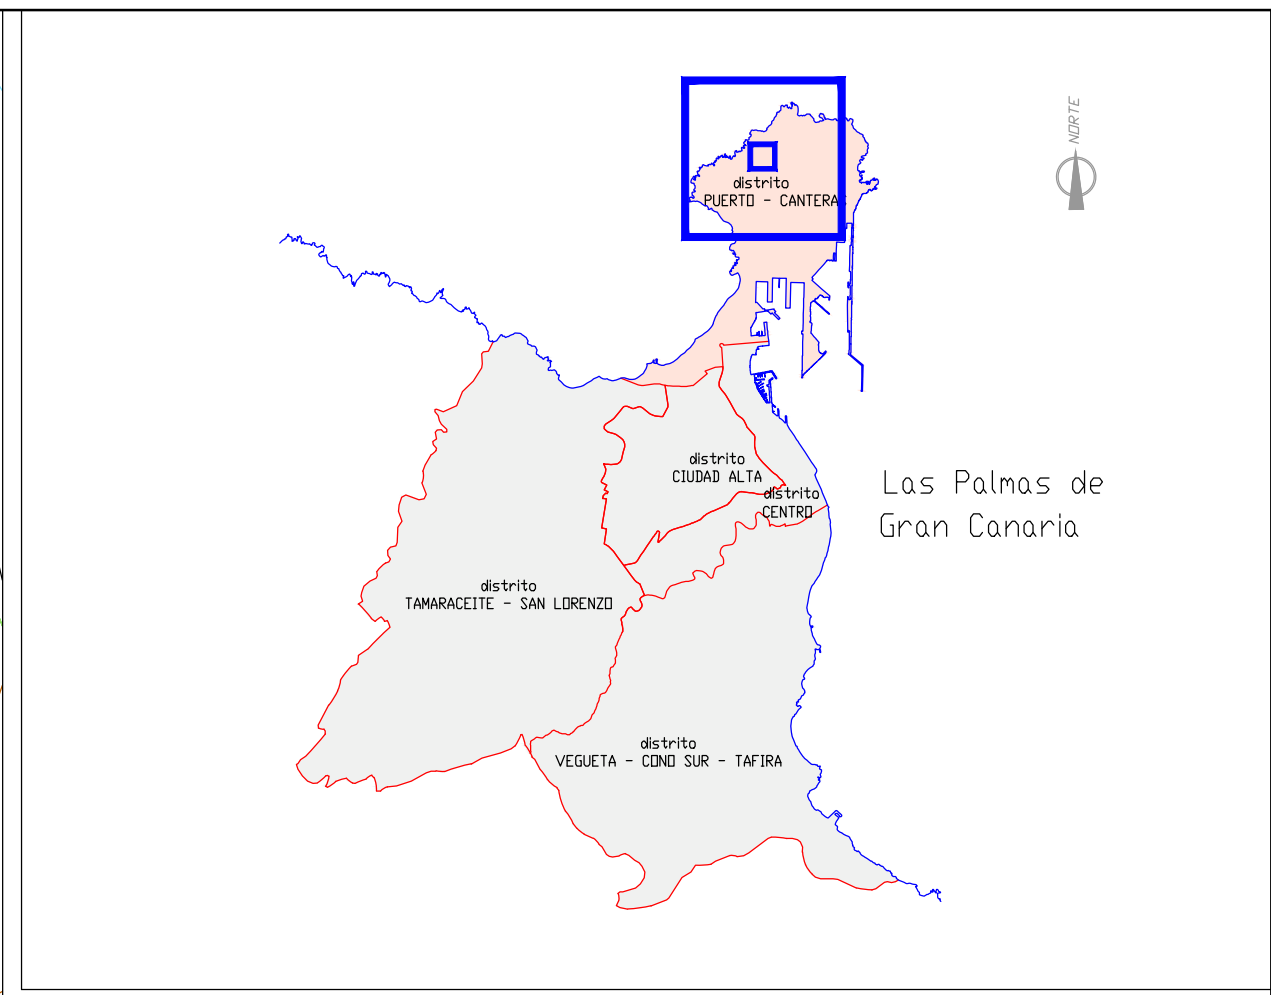 NORTE
distrito
PUERTO - CANTERAS
distrito
CIUDAD ALTA
distrito
CENTRO
Las Palmas de
Gran Canaria
distrito
TAMARACEITE - SAN LORENZO
distrito
VEGUETA - CONO SUR - TAFIRA